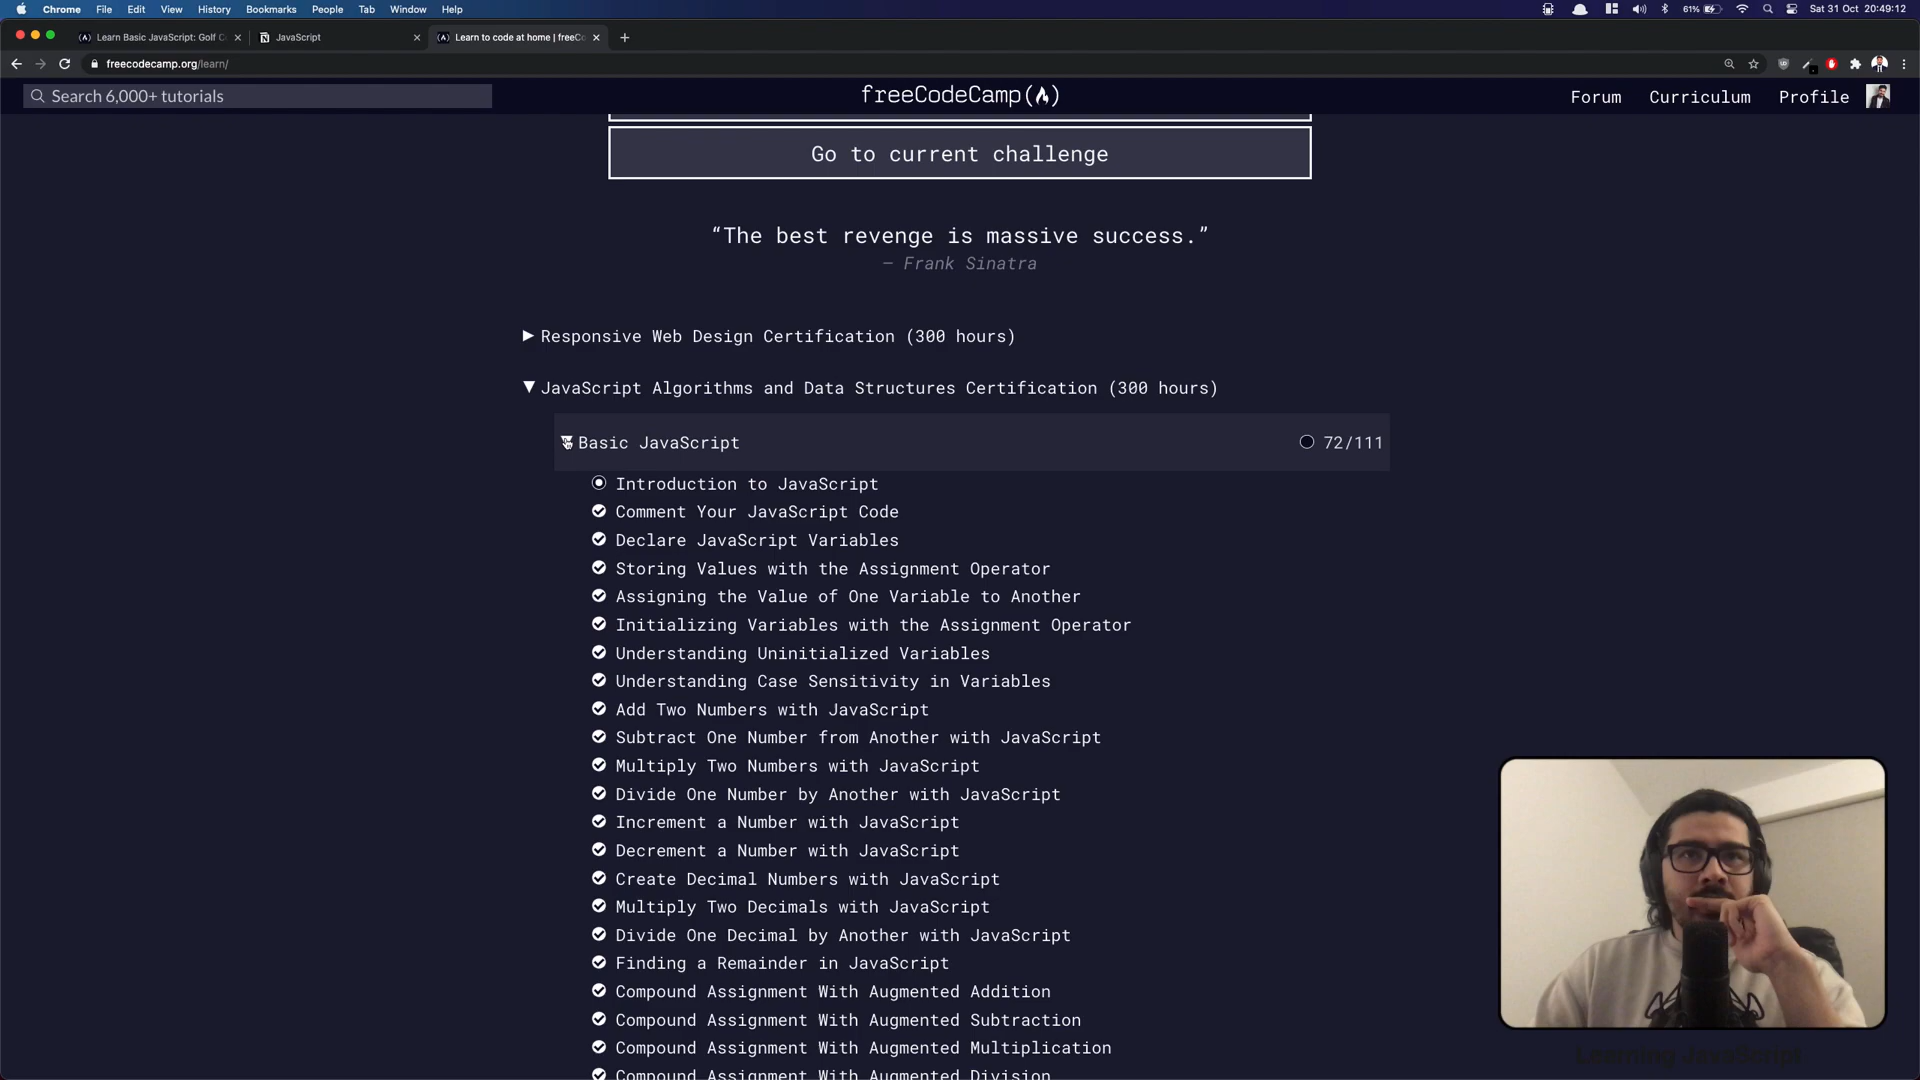 Chrome File Edit View History Bookmarks People Tab Window Help 61% Sat 31 Oct 20:49:12
Learn Basic JavaScript: Golf C JavaScript Learn to code at home | freeCo
freecodecamp.org/learn/
Search 6,000+ tutorials freeCodeCamp Forum Curriculum Profile
Go to current challenge
“The best revenge is massive success.”
— Frank Sinatra
Responsive Web Design Certification (300 hours)
JavaScript Algorithms and Data Structures Certification (300 hours)
Basic JavaScript 72/111
Introduction to JavaScript
Comment Your JavaScript Code
Declare JavaScript Variables
Storing Values with the Assignment Operator
Assigning the Value of One Variable to Another
Initializing Variables with the Assignment Operator
Understanding Uninitialized Variables
Understanding Case Sensitivity in Variables
Add Two Numbers with JavaScript
Subtract One Number from Another with JavaScript
Multiply Two Numbers with JavaScript
Divide One Number by Another with JavaScript
Increment a Number with JavaScript
Decrement a Number with JavaScript
Create Decimal Numbers with JavaScript
Multiply Two Decimals with JavaScript
Divide One Decimal by Another with JavaScript
Finding a Remainder in JavaScript
Compound Assignment With Augmented Addition
Compound Assignment With Augmented Subtraction
Compound Assignment With Augmented Multiplication
Learning JavaScript
Compound Assignment With Augmented Division